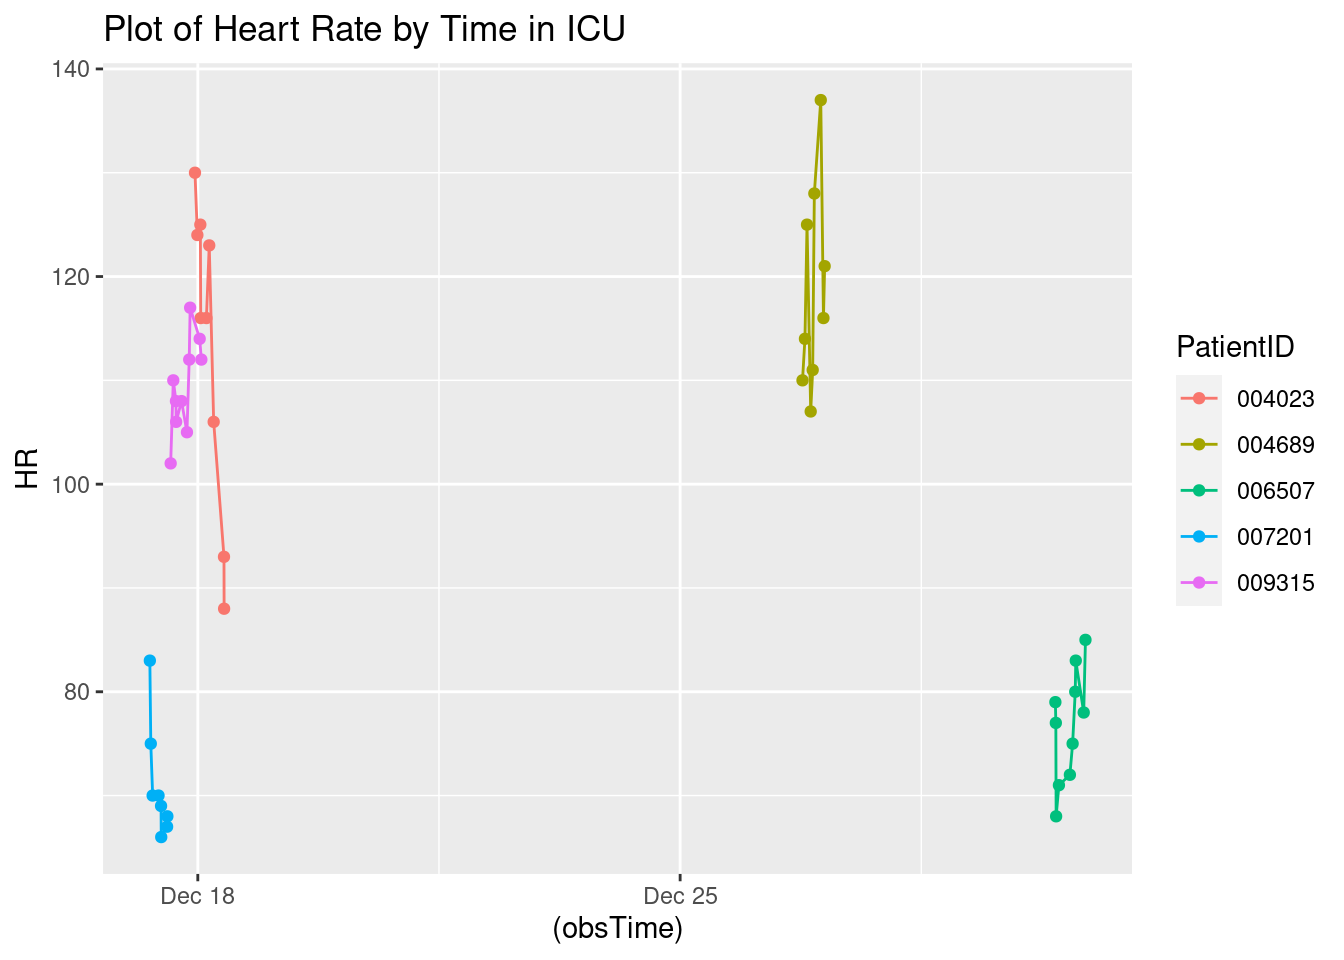 Plot of Heart Rate by Time in ICU
140
120
100
80
HR
Dec 18
Dec 25
(obsTime)
PatientID
004023
004689
006507
007201
009315